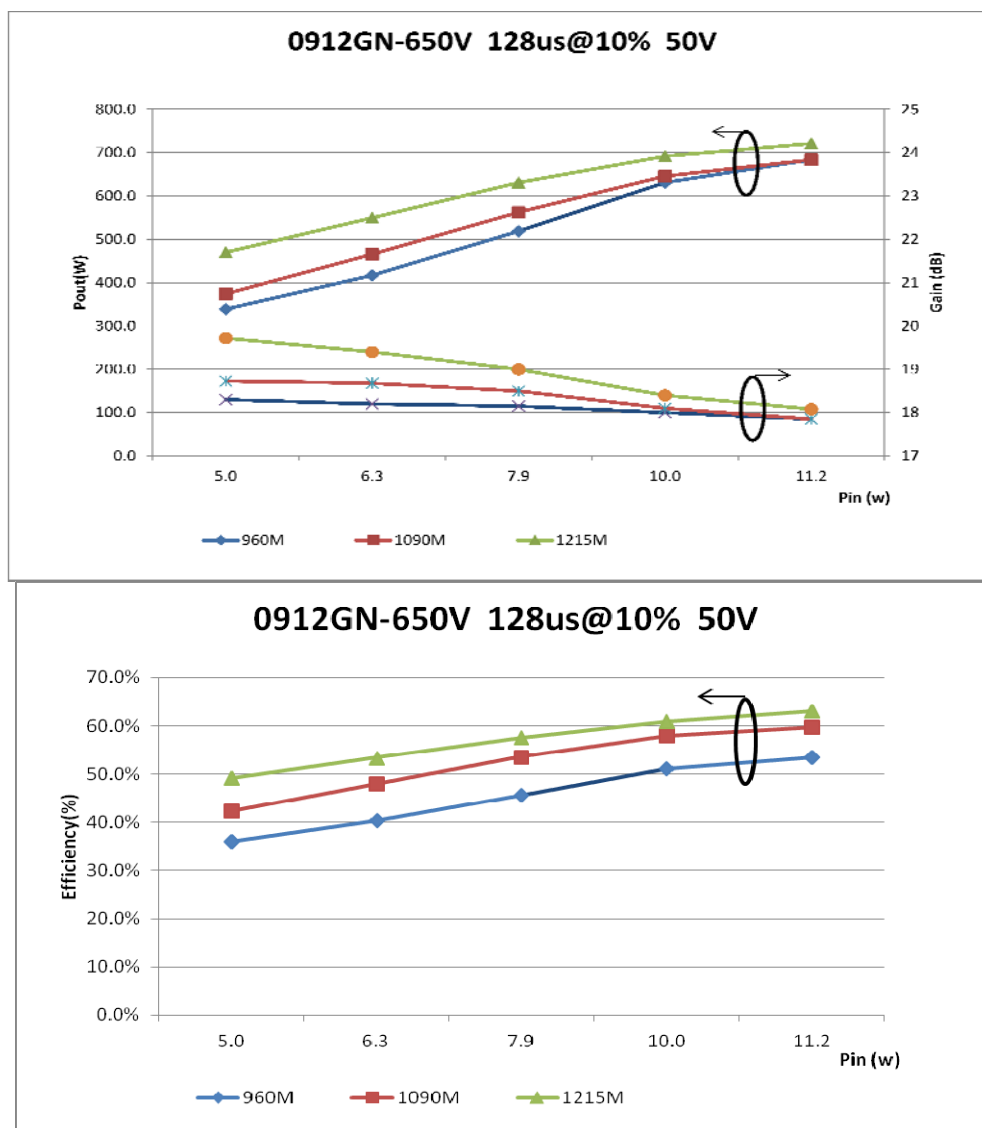 0912GN-650V 128us@10% 50V
800.0
700.0
600.0
500.0
400.0
300.0
200.0
100.0
0.0
Pout(W)
25
24
23
22
21
20
19
18
17
Gain (dB)
5.0 6.3 7.9 10.0 11.2
Pin (w)
960M 1090M 1215M
0912GN-650V 128us@10% 50V
70.0%
60.0%
50.0%
40.0%
30.0%
20.0%
10.0%
0.0%
Efficiency(%)
5.0 6.3 7.9 10.0 11.2
Pin (w)
960M 1090M 1215M